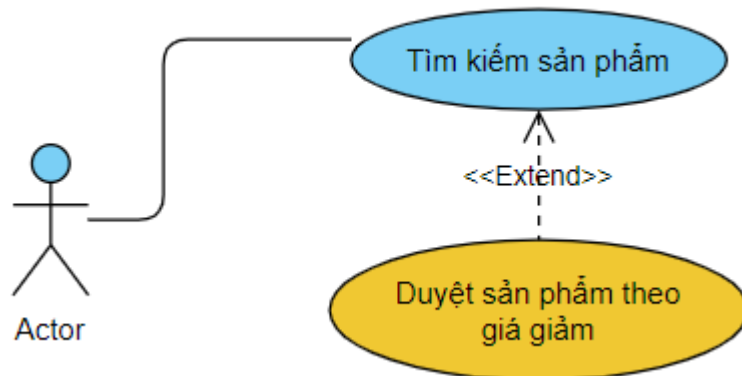 Tìm kiếm sản phẩm
<<Extend>>
Duyệt sản phẩm theo
giá giảm
Actor